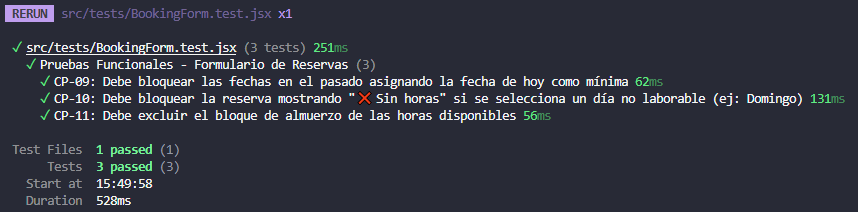 RERUN src/tests/BookingForm.test.jsx x1
✓ src/tests/BookingForm.test.jsx (3 tests) 251ms
✓ Pruebas Funcionales - Formulario de Reservas (3)
✓ CP-09: Debe bloquear las fechas en el pasado asignando la fecha de hoy como mínima 62ms
✓ CP-10: Debe bloquear la reserva mostrando "❌ Sin horas" si se selecciona un día no laborable (ej: Domingo) 131ms
✓ CP-11: Debe excluir el bloque de almuerzo de las horas disponibles 56ms
Test Files 1 passed (1)
Tests 3 passed (3)
Start at 15:49:58
Duration 528ms